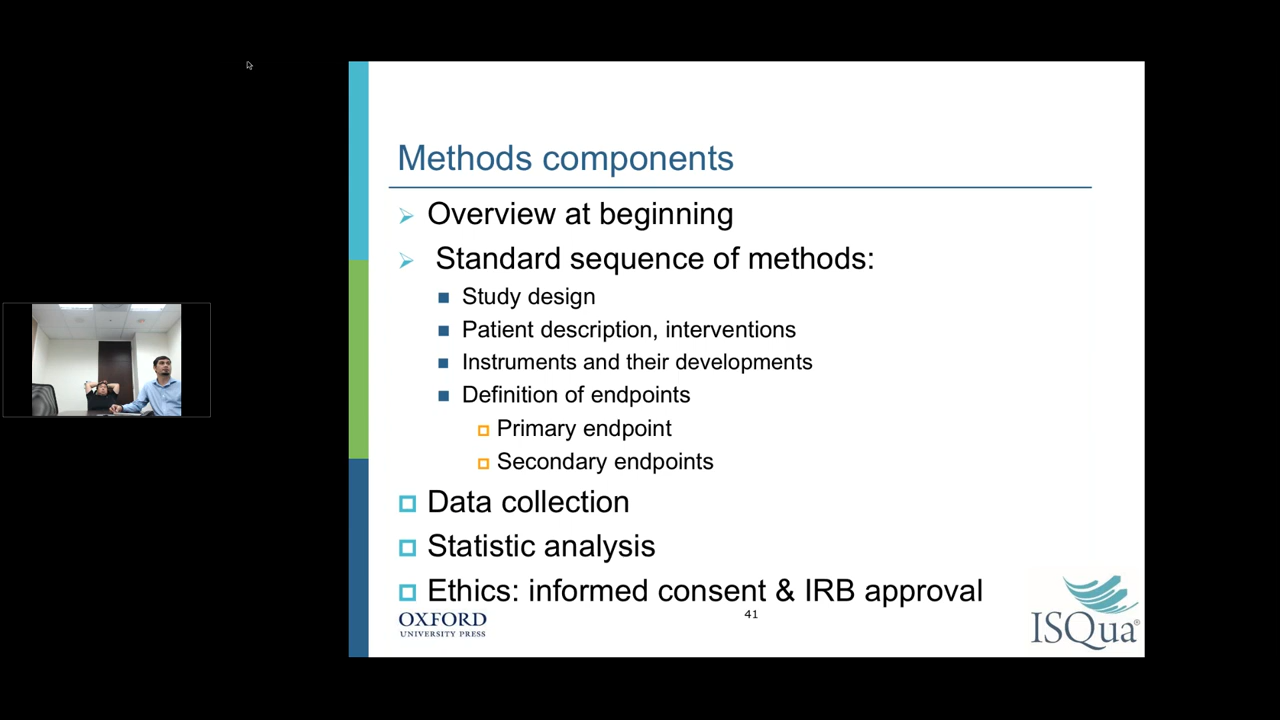 Methods components
Overview at beginning
Standard sequence of methods:
Study design
Patient description, interventions
Instruments and their developments
Definition of endpoints
Primary endpoint
Secondary endpoints
Data collection
Statistic analysis
Ethics: informed consent & IRB approval
OXFORD
UNIVERSITY PRESS
41
ISQua®